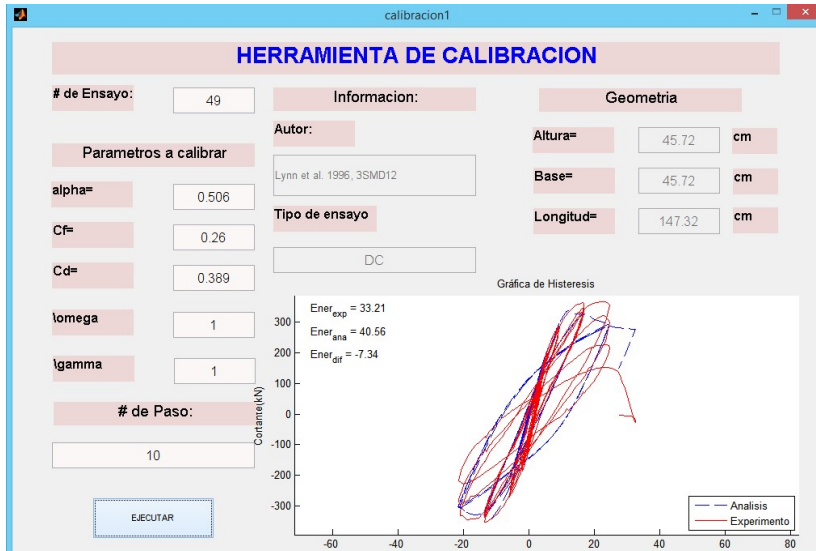 calibracion1
HERRAMIENTA DE CALIBRACION
# de Ensayo:
49
Parametros a calibrar
alpha=
0.506
Cf=
0.26
Cd=
0.389
\omega
1
\gamma
1
# de Paso:
10
EJECUTAR
Informacion:
Autor:
Lynn et al. 1996, 3SMD12
Tipo de ensayo
DC
Geometria
Altura=
45.72
cm
Base=
45.72
cm
Longitud=
147.32
cm
Gráfica de Histeresis
Ener_exp = 33.21
Ener_ana = 40.56
Ener_dif = -7.34
Cortante(kN)
300
200
100
0
-100
-200
-300
-60
-40
-20
0
20
40
60
80
Analisis
Experimento